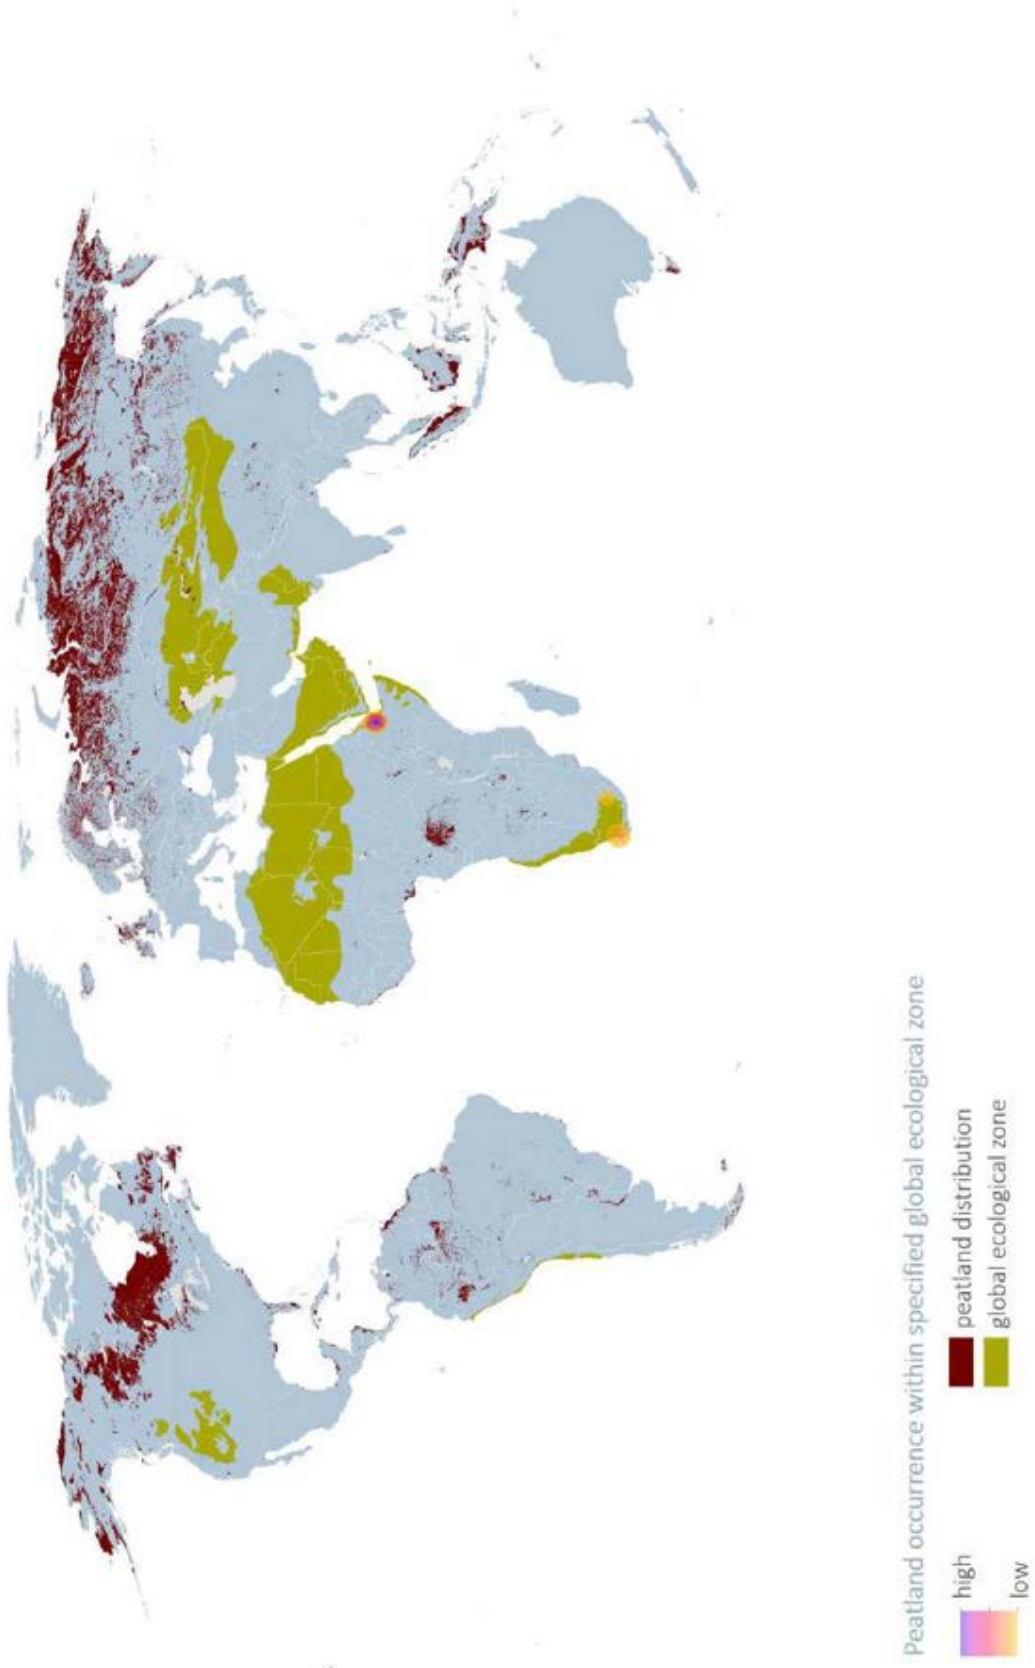 Peatland occurrence within specified global ecological zone
high
low
peatland distribution
global ecological zone